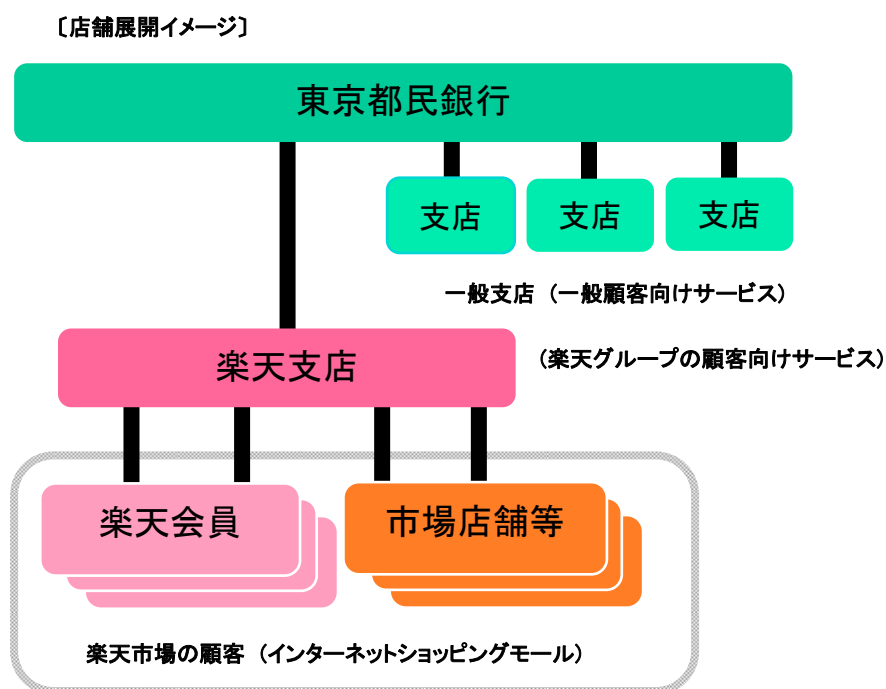 〔店舗展開イメージ〕
東京都民銀行
支店
支店
支店
一般支店（一般顧客向けサービス）
楽天支店
（楽天グループの顧客向けサービス）
楽天会員
市場店舗等
楽天市場の顧客（インターネットショッピングモール）